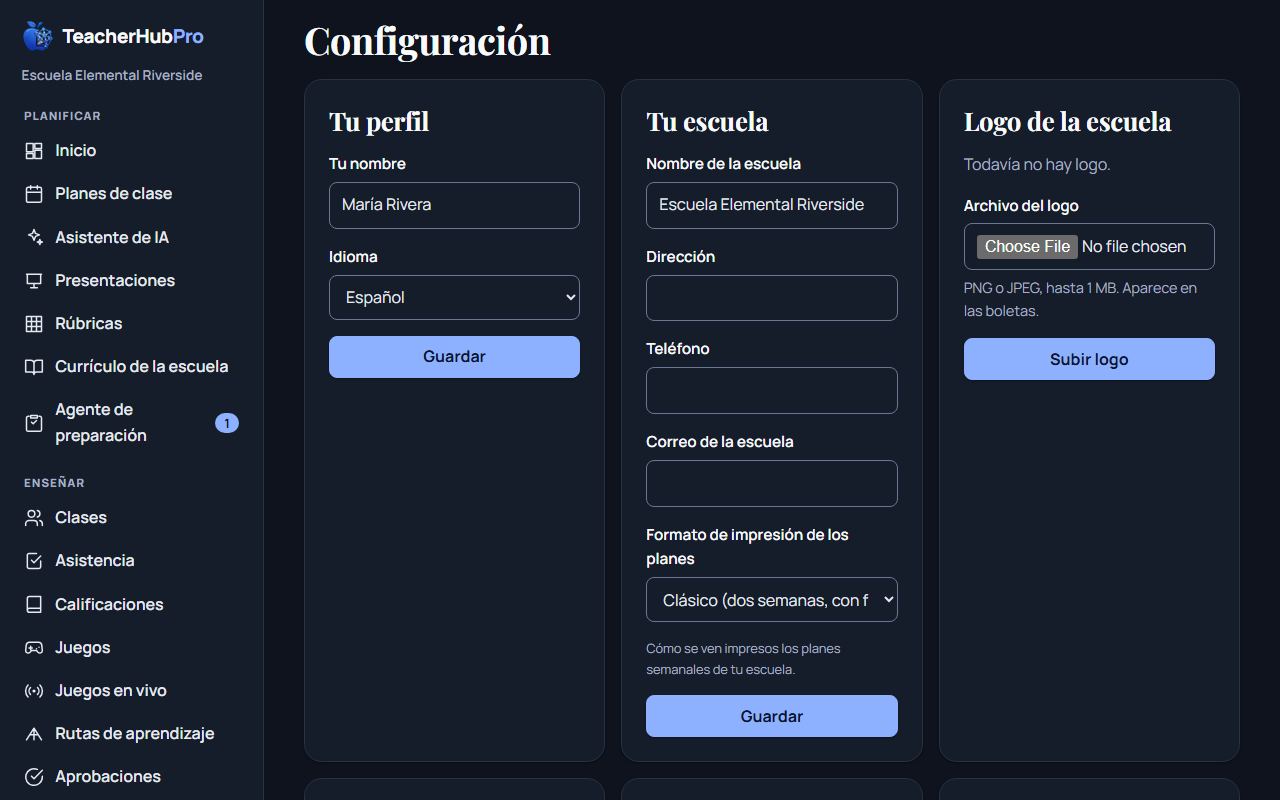 TeacherHubPro
Escuela Elemental Riverside
PLANIFICAR
Inicio
Planes de clase
Asistente de IA
Presentaciones
Rúbricas
Currículo de la escuela
Agente de
preparación
1
ENSEÑAR
Clases
Asistencia
Calificaciones
Juegos
Juegos en vivo
Rutas de aprendizaje
Aprobaciones
Configuración
Tu perfil
Tu nombre
María Rivera
Idioma
Español
Guardar
Tu escuela
Nombre de la escuela
Escuela Elemental Riverside
Dirección
Teléfono
Correo de la escuela
Formato de impresión de los
planes
Clásico (dos semanas, con f
Cómo se ven impresos los planes
semanales de tu escuela.
Guardar
Logo de la escuela
Todavía no hay logo.
Archivo del logo
Choose File No file chosen
PNG o JPEG, hasta 1 MB. Aparece en
las boletas.
Subir logo